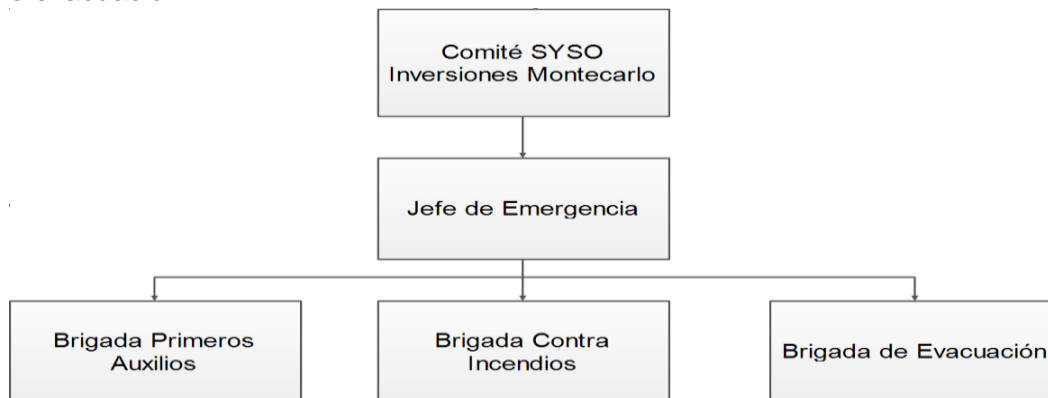 Comité SYSO
Inversiones Montecarlo
Jefe de Emergencia
Brigada Primeros
Auxilios
Brigada Contra
Incendios
Brigada de Evacuación